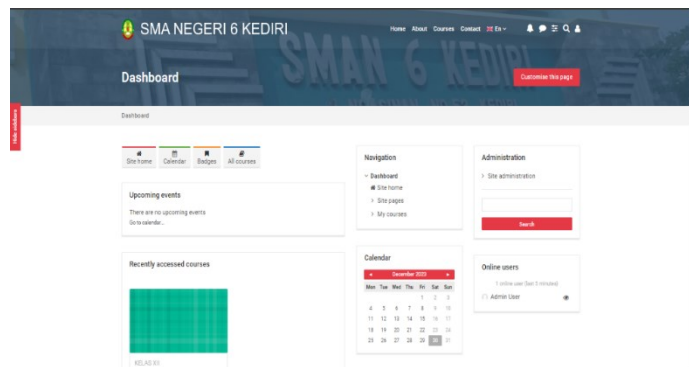 SMA NEGERI 6 KEDIRI
Home About Courses Contact En
SMAN 6 KEDIRI
Dashboard
Customise this page
Hide sidebars
Dashboard
Site home Calendar Badges All courses
Upcoming events
There are no upcoming events
Go to calendar...
Recently accessed courses
KELAS XII
Navigation
Dashboard
Site home
Site pages
My courses
Calendar
◄ December 2023 ►
Mon Tue Wed Thu Fri Sat Sun
1 2 3
4 5 6 7 8 9 10
11 12 13 14 15 16 17
18 19 20 21 22 23 24
25 26 27 28 29 30 31
Administration
Site administration
Search
Online users
1 online user (last 5 minutes)
Admin User